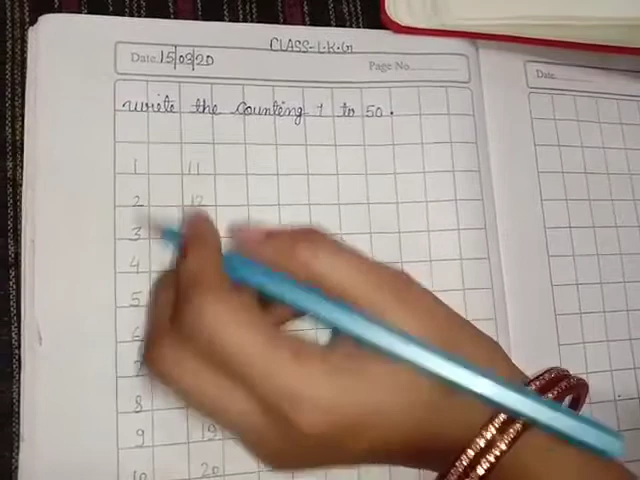 CLASS-L.K.G
Date 15/03/20
Page No.
Date
write the counting 1 to 50.
1 11
2 12
3
4
5
6
7
8
9 19
10 20